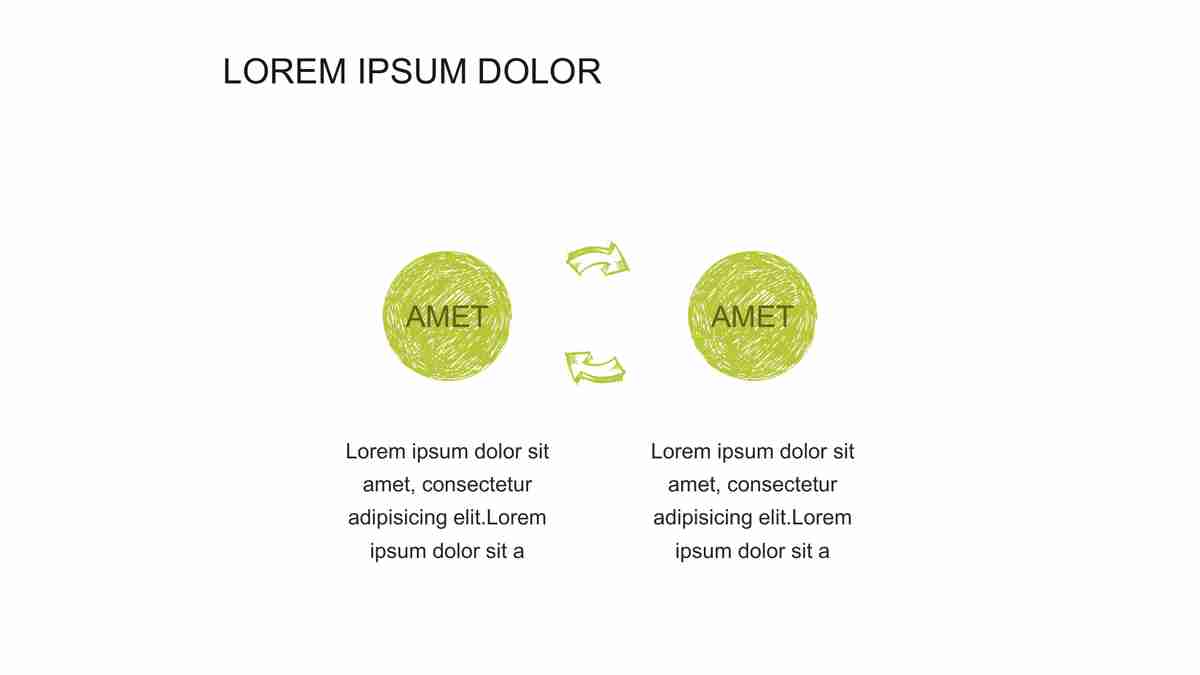 LOREM IPSUM DOLOR
AMET
AMET
Lorem ipsum dolor sit
amet, consectetur
adipisicing elit.Lorem
ipsum dolor sit a
Lorem ipsum dolor sit
amet, consectetur
adipisicing elit.Lorem
ipsum dolor sit a